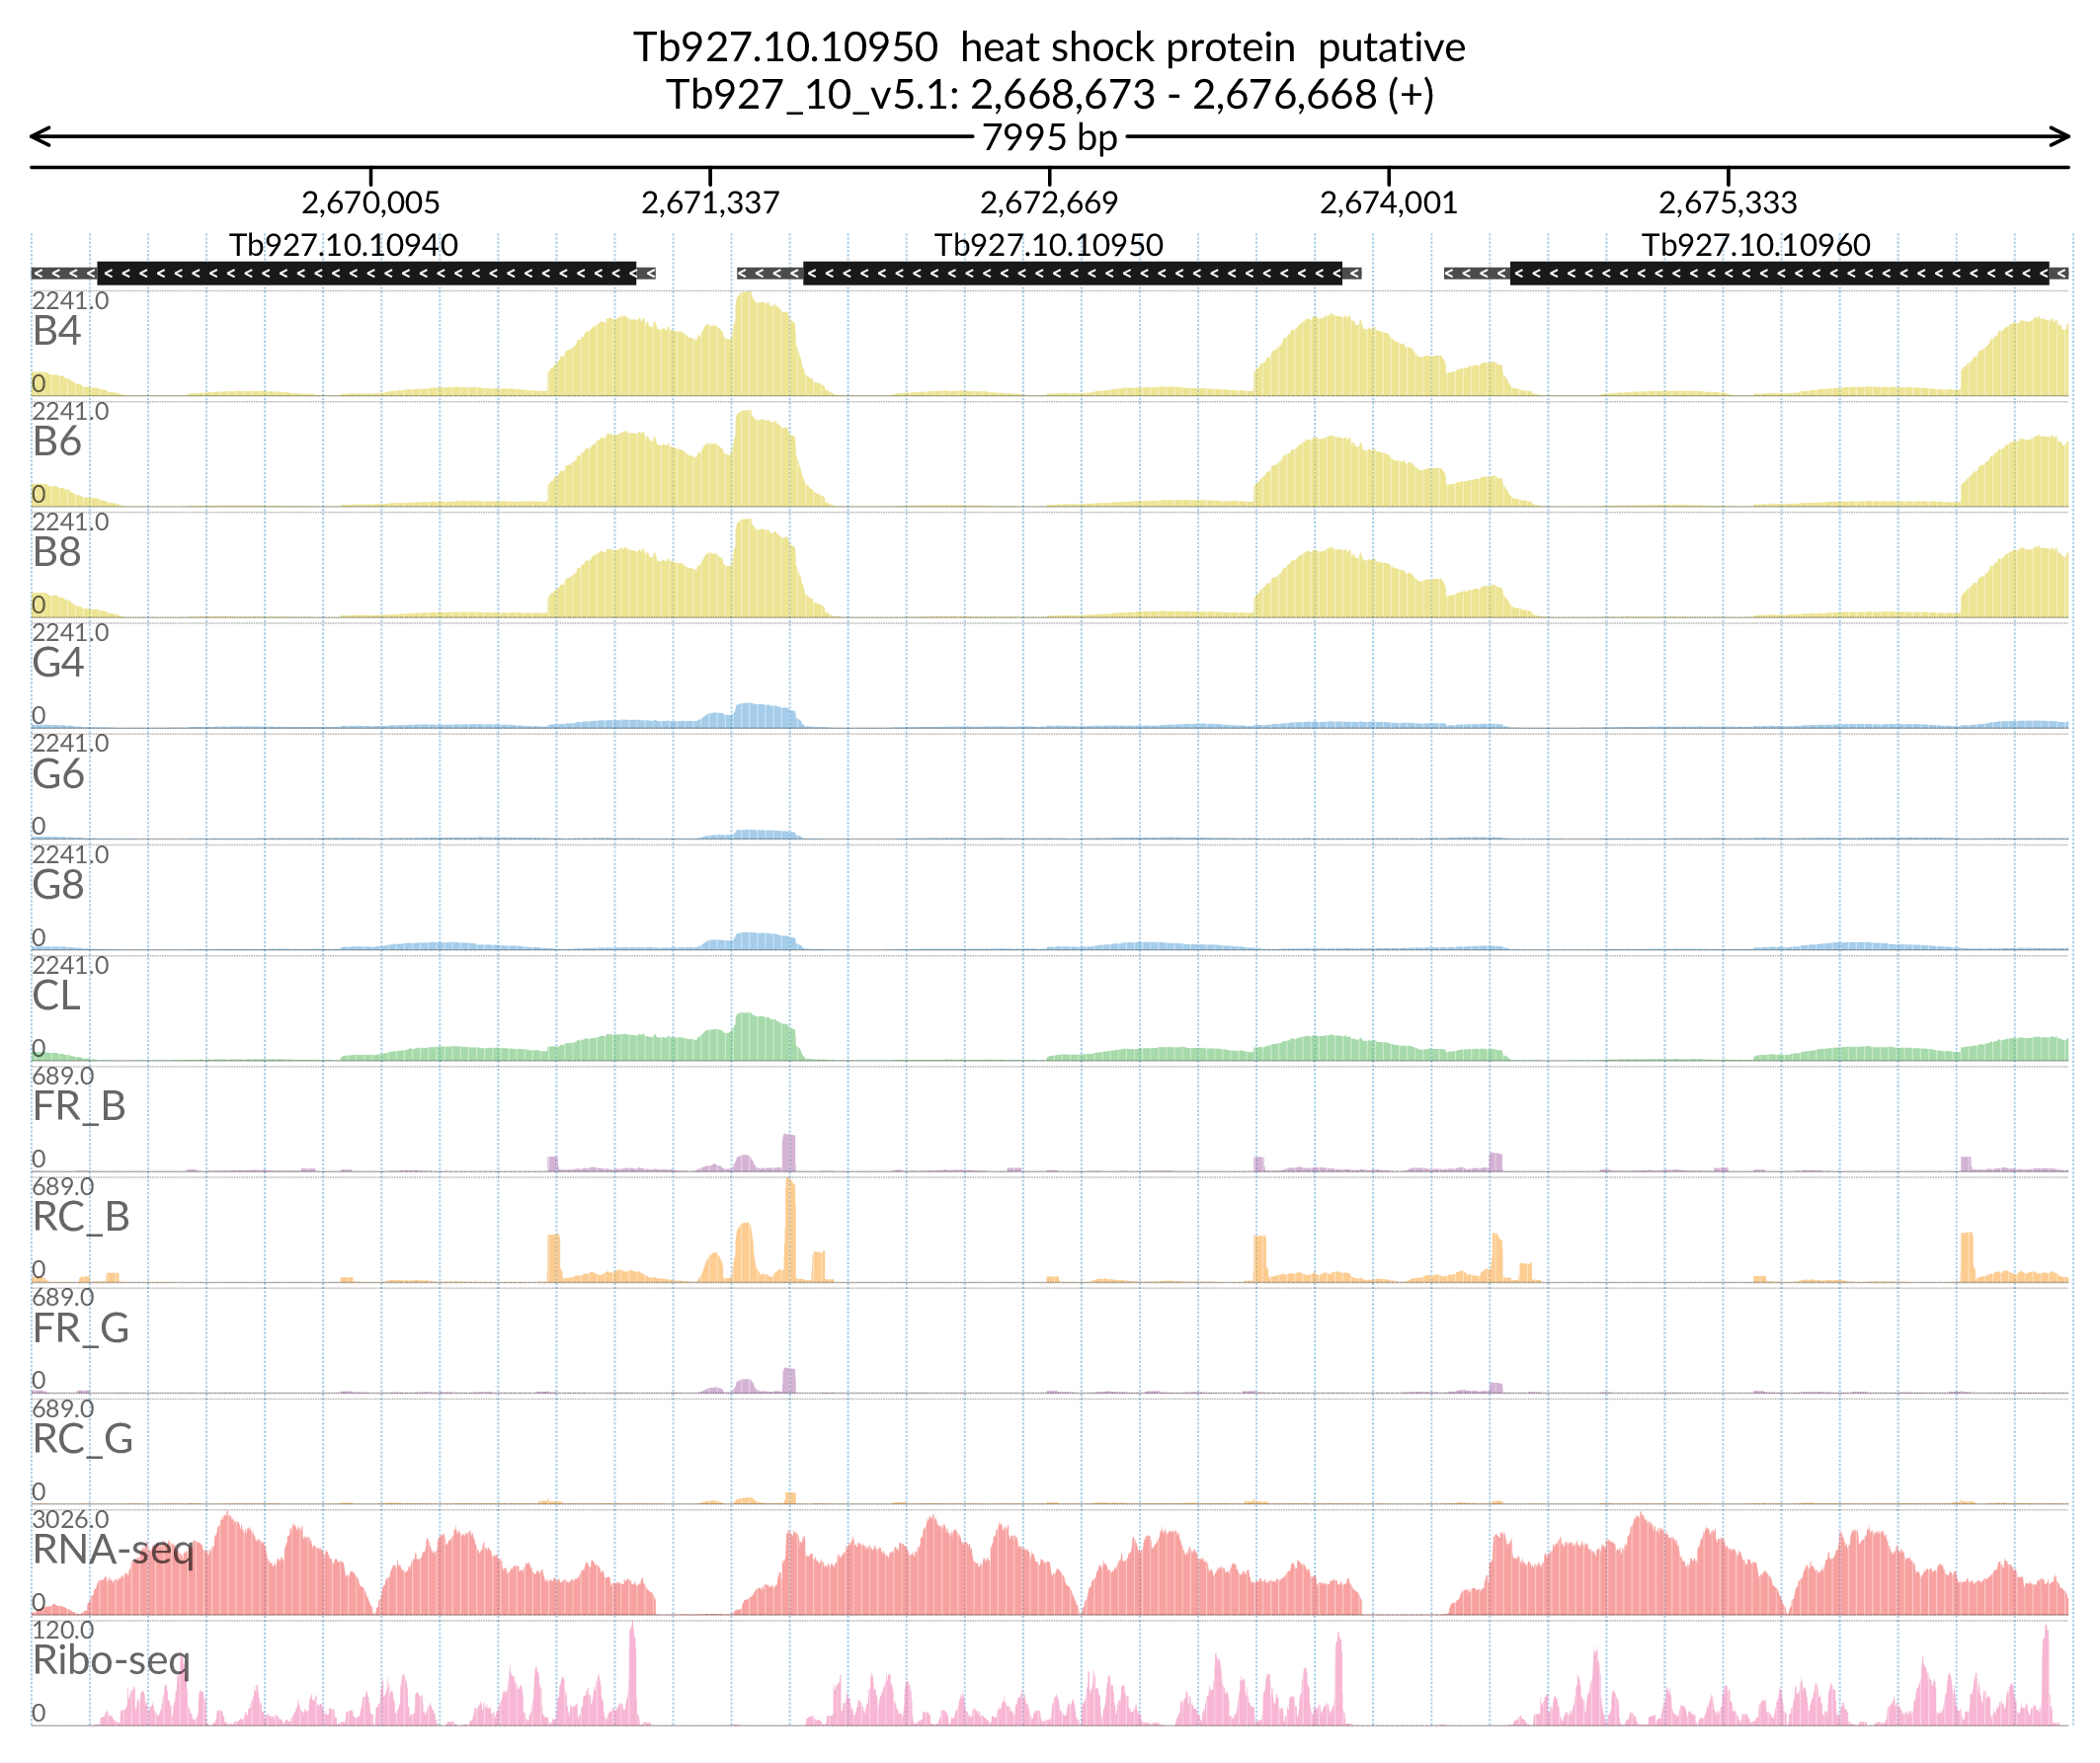 Tb927.10.10950 heat shock protein putative
Tb927_10_v5.1: 2,668,673 - 2,676,668 (+)
7995 bp
2,670,005 2,671,337 2,672,669 2,674,001 2,675,333
Tb927.10.10940 Tb927.10.10950 Tb927.10.10960
2241.0
B4
0
2241.0
B6
0
2241.0
B8
0
2241.0
G4
0
2241.0
G6
0
2241.0
G8
0
2241.0
CL
0
689.0
FR_B
0
689.0
RC_B
0
689.0
FR_G
0
689.0
RC_G
0
3026.0
RNA-seq
0
120.0
Ribo-seq
0